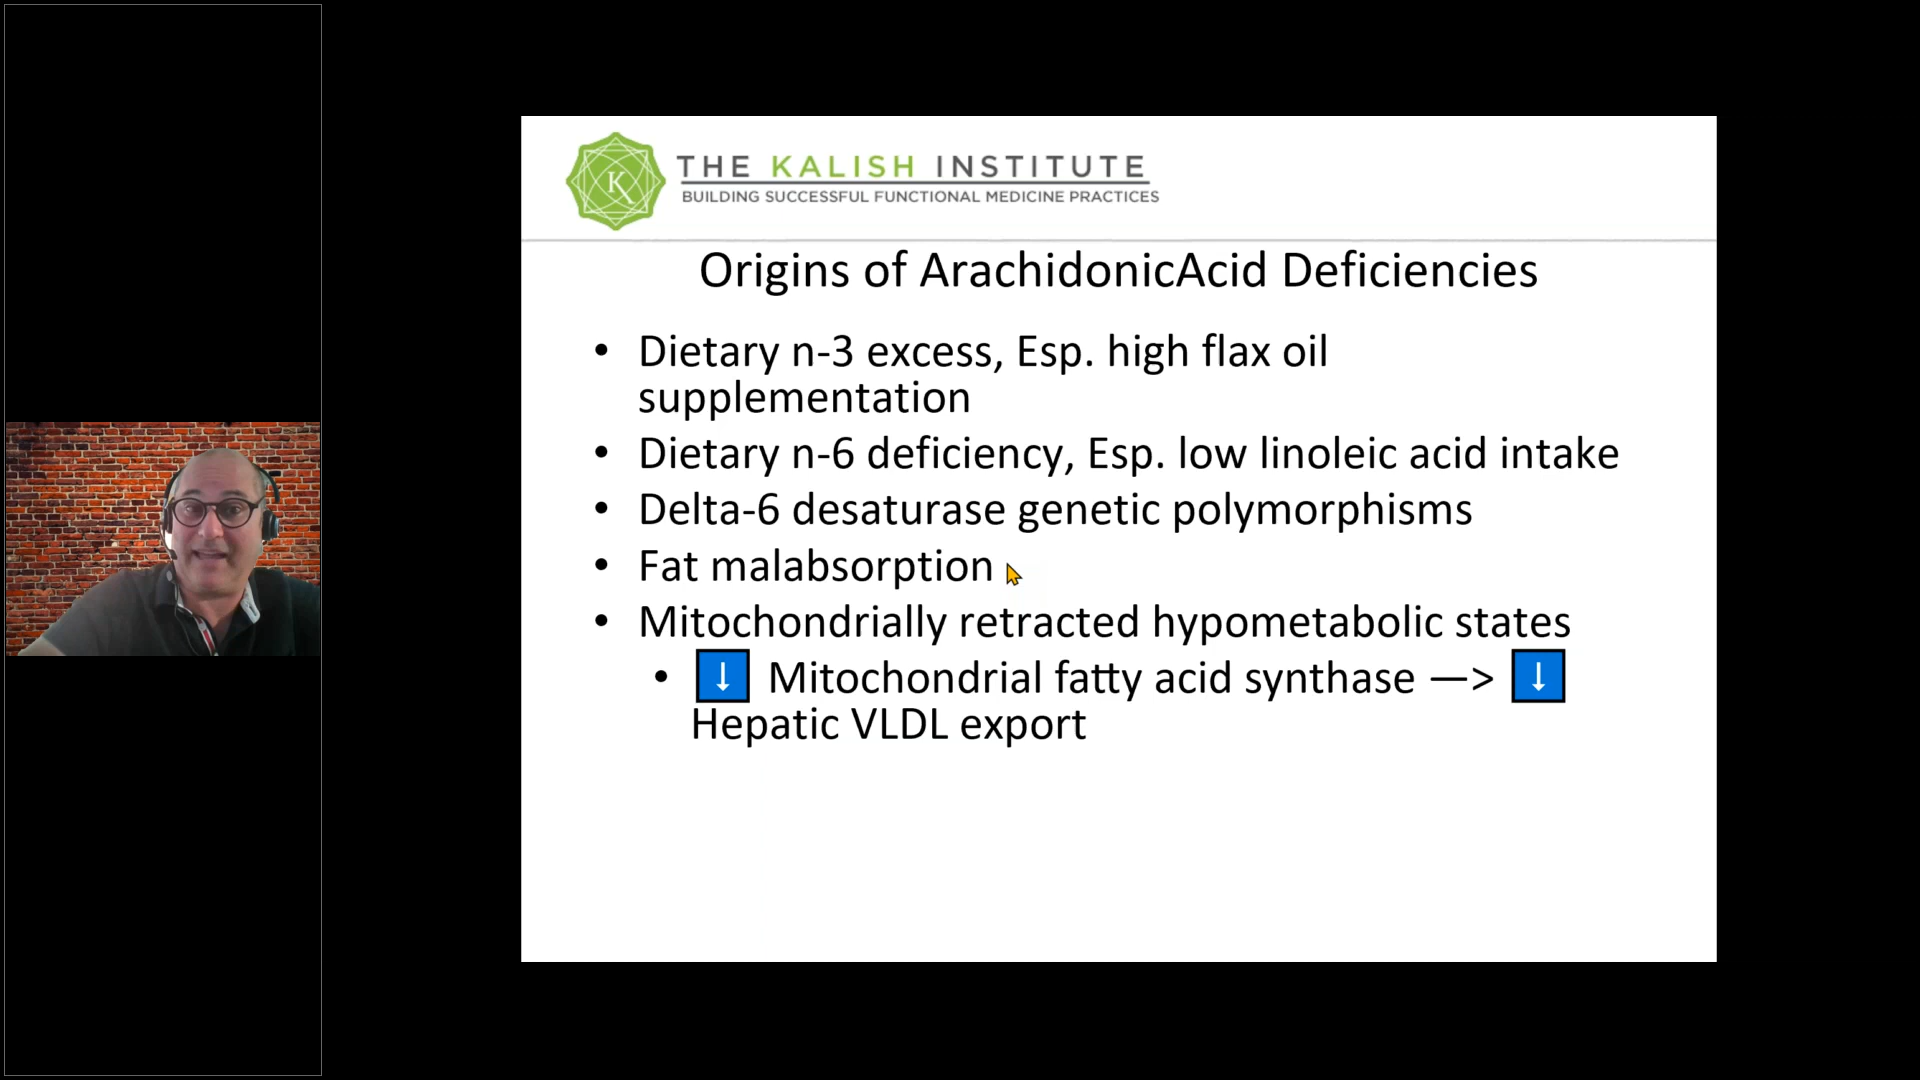 THE KALISH INSTITUTE
BUILDING SUCCESSFUL FUNCTIONAL MEDICINE PRACTICES
K
Origins of ArachidonicAcid Deficiencies
• Dietary n-3 excess, Esp. high flax oil
supplementation
• Dietary n-6 deficiency, Esp. low linoleic acid intake
• Delta-6 desaturase genetic polymorphisms
• Fat malabsorption
• Mitochondrially retracted hypometabolic states
• ↓ Mitochondrial fatty acid synthase —> ↓
Hepatic VLDL export